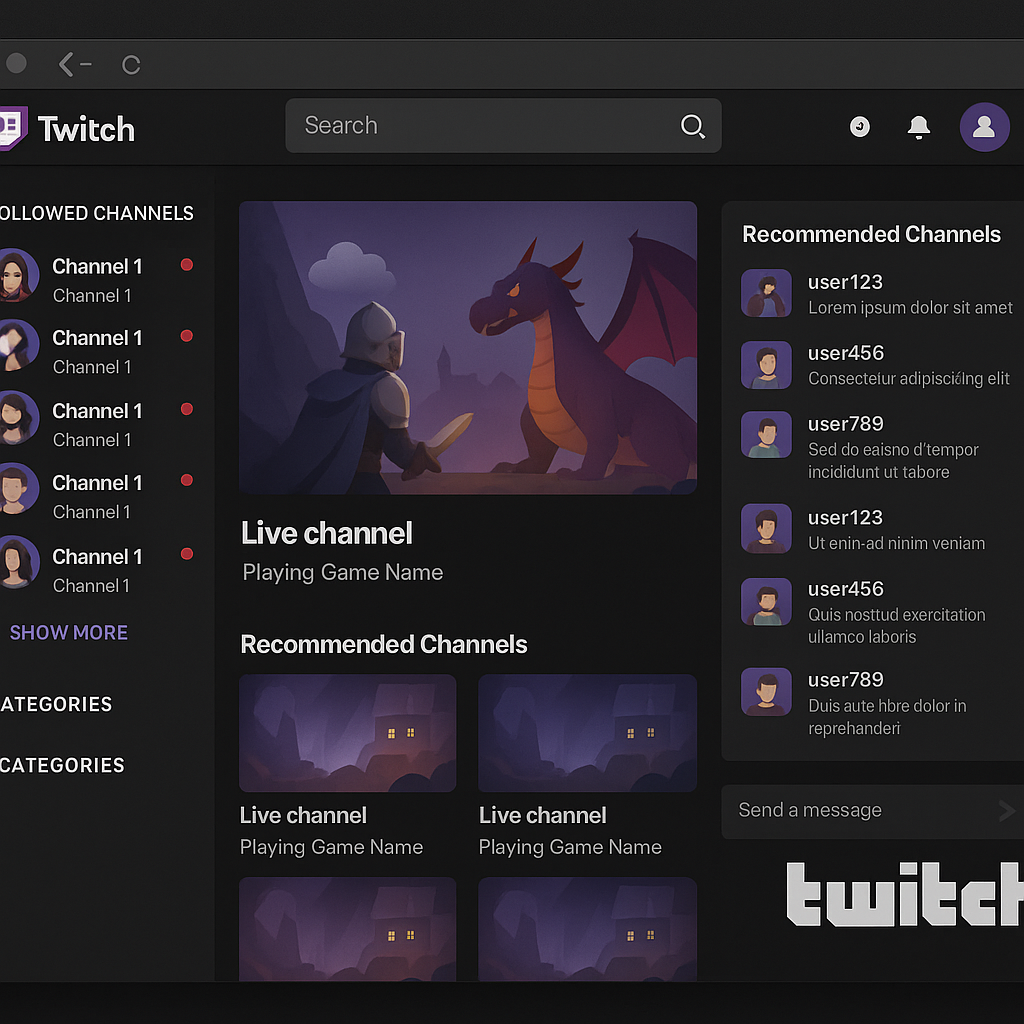 Twitch
Search
OLLOWED CHANNELS
Channel 1
Channel 1
Channel 1
Channel 1
Channel 1
Channel 1
Channel 1
Channel 1
Channel 1
Channel 1
SHOW MORE
ATEGORIES
CATEGORIES
Live channel
Playing Game Name
Recommended Channels
Live channel
Playing Game Name
Live channel
Playing Game Name
Recommended Channels
user123
Lorem ipsum dolor sit amet
user456
Consecteiur adipisciílng elit
user789
Sed do eaisno d'tempor
incididunt ut tabore
user123
Ut enin-ad ninim veniam
user456
Quis nosttud exercitation
ullamco laboris
user789
Duis aute hbre dolor in
reprehanderi
Send a message
twitch